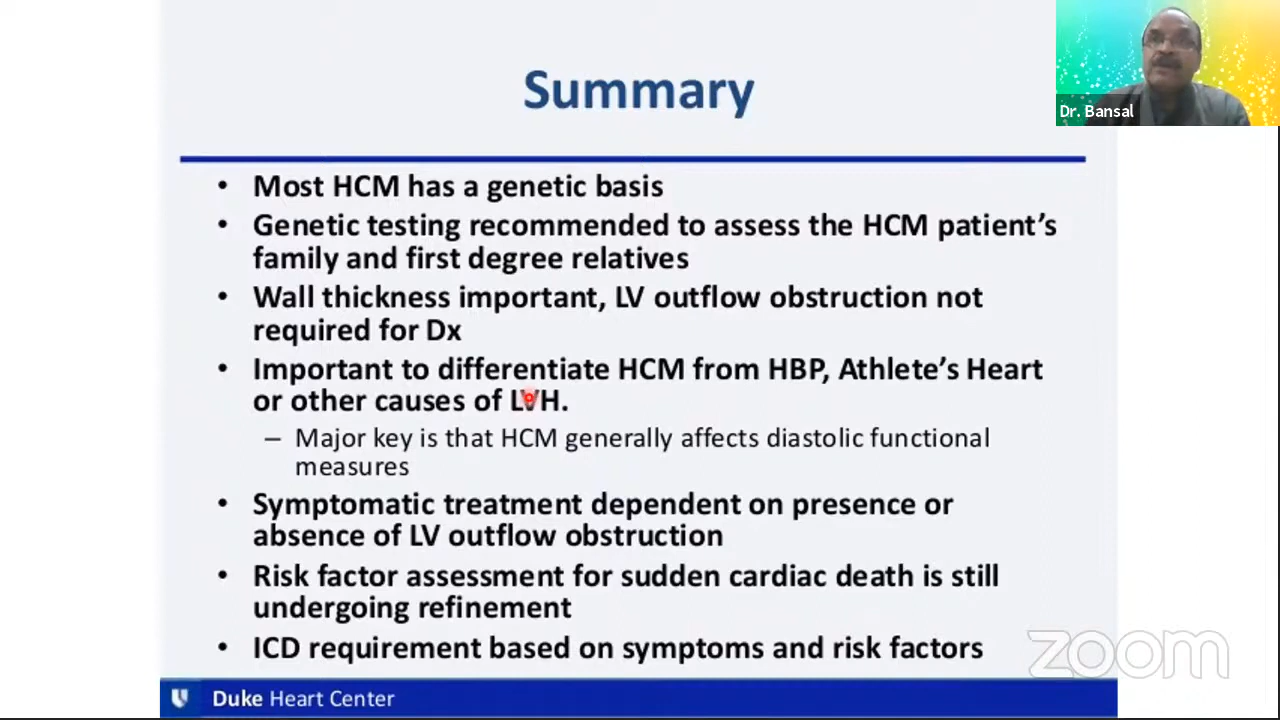 Summary
Dr. Bansal
• Most HCM has a genetic basis
• Genetic testing recommended to assess the HCM patient's
family and first degree relatives
• Wall thickness important, LV outflow obstruction not
required for Dx
• Important to differentiate HCM from HBP, Athlete's Heart
or other causes of LVH.
– Major key is that HCM generally affects diastolic functional
measures
• Symptomatic treatment dependent on presence or
absence of LV outflow obstruction
• Risk factor assessment for sudden cardiac death is still
undergoing refinement
• ICD requirement based on symptoms and risk factors
zoom
Duke Heart Center